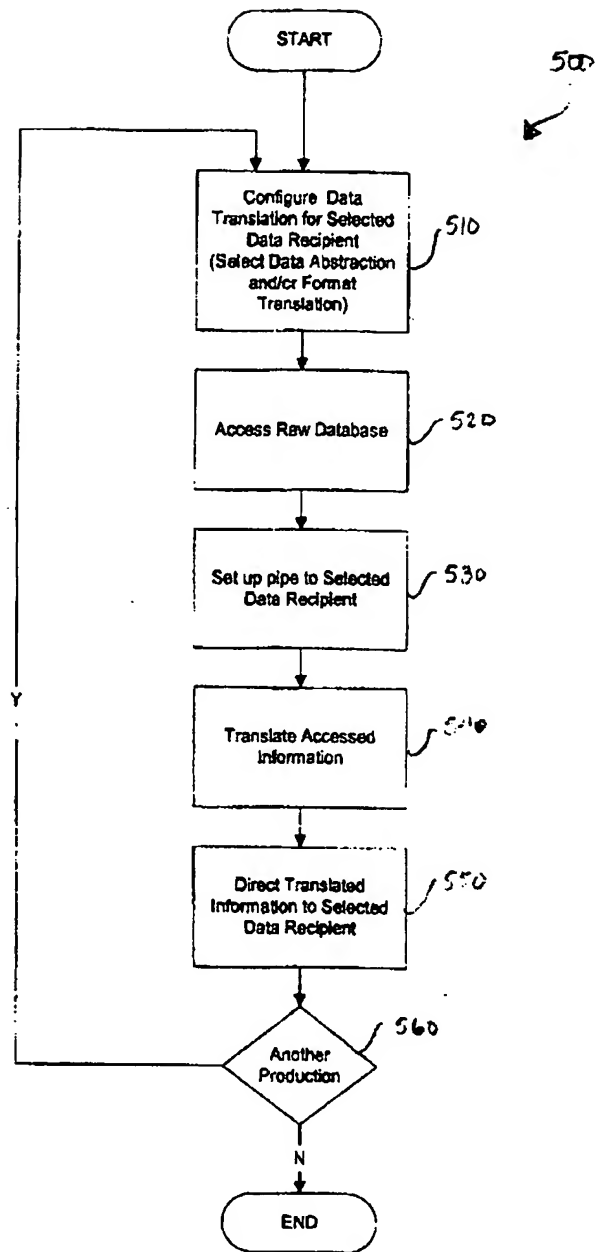 START
500
Configure Data
Translation for Selected
Data Recipient
(Select Data Abstraction
and/or Format
Translation)
510
Access Raw Database
520
Set up pipe to Selected
Data Recipient
530
Translate Accessed
Information
540
Direct Translated
Information to Selected
Data Recipient
550
Another
Production
560
Y
N
END